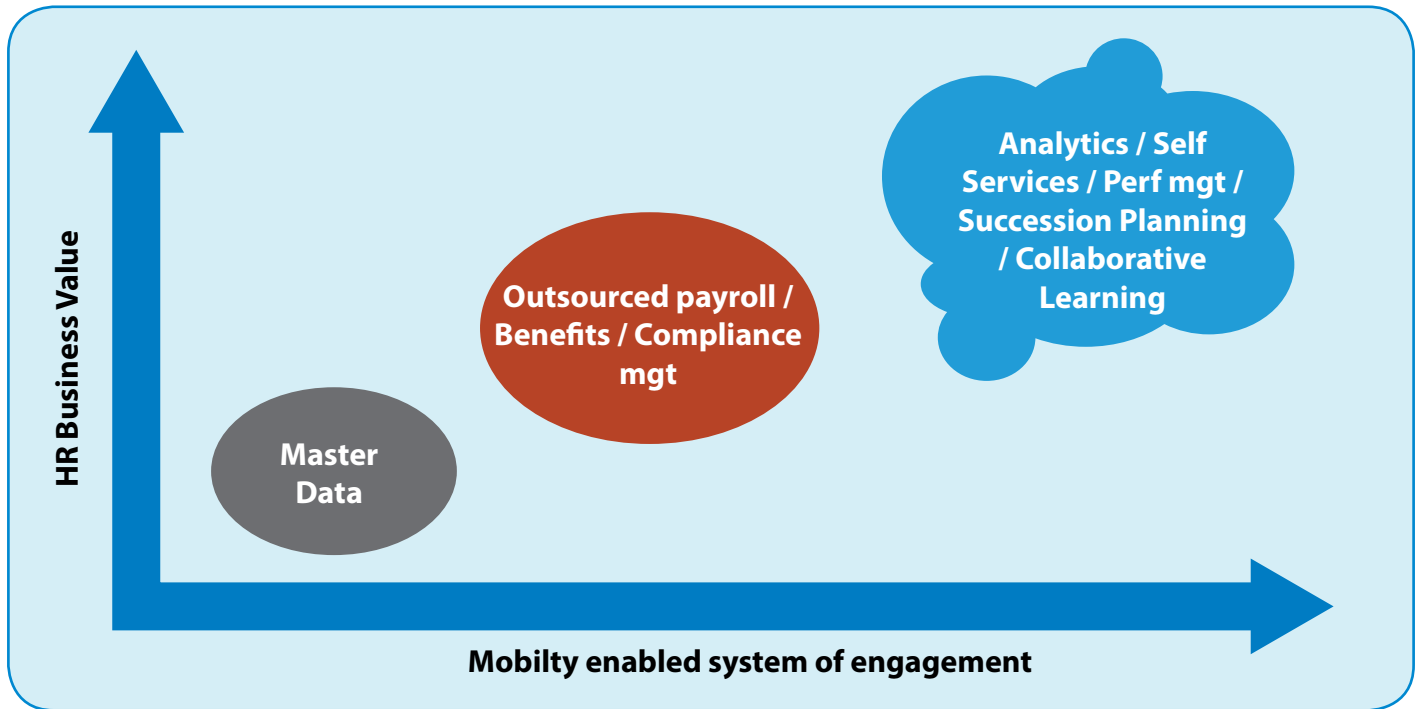 HR Business Value
Analytics / Self
Services / Perf mgt /
Succession Planning
/ Collaborative
Learning
Outsourced payroll /
Benefits / Compliance
mgt
Master
Data
Mobilty enabled system of engagement